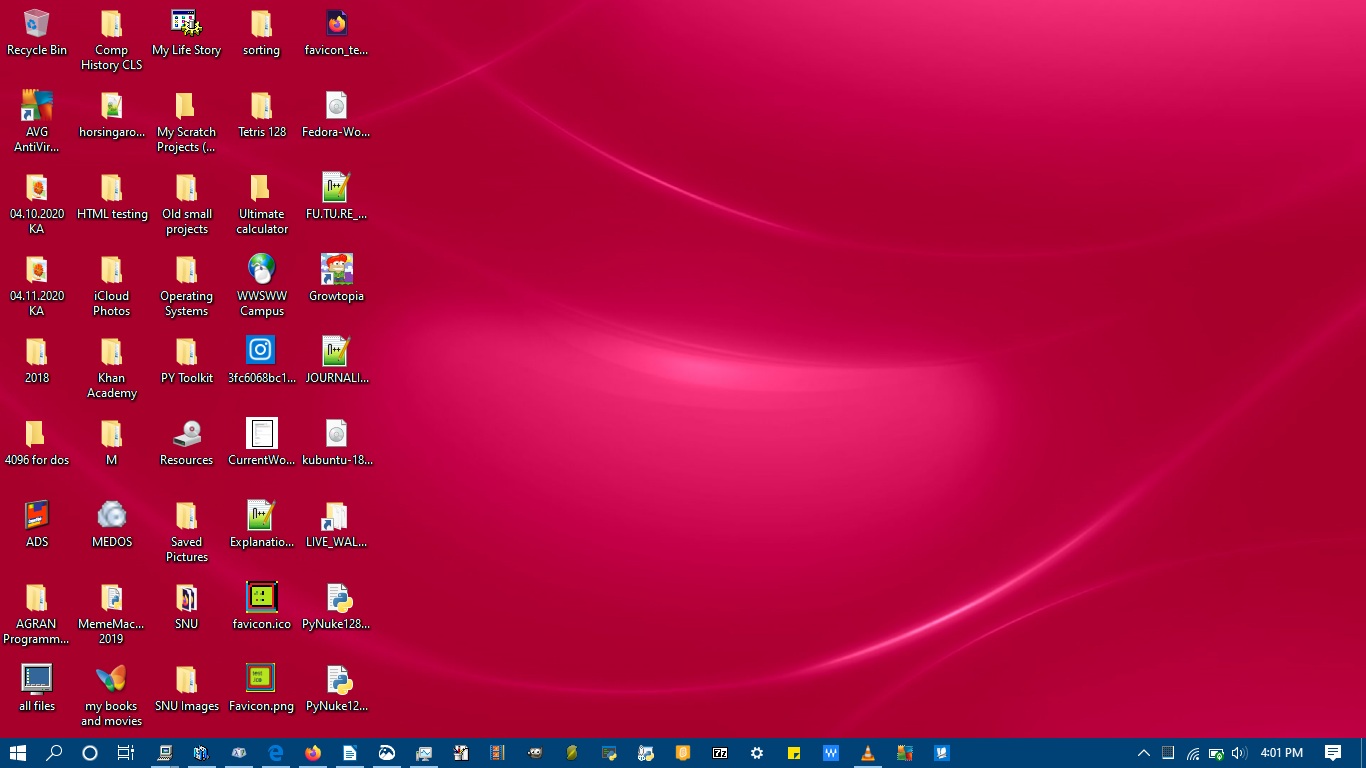 Recycle Bin
Comp
History CLS
My Life Story
sorting
favicon_te...
AVG
AntiVir...
horsingaro...
My Scratch
Projects (...
Tetris 128
Fedora-Wo...
04.10.2020
KA
HTML testing
Old small
projects
Ultimate
calculator
FU.TU.RE_...
04.11.2020
KA
iCloud
Photos
Operating
Systems
WWSWW
Campus
Growtopia
2018
Khan
Academy
PY Toolkit
3fc6068bc1...
JOURNALI...
4096 for dos
M
Resources
CurrentWo...
kubuntu-18...
ADS
MEDOS
Saved
Pictures
Explanatio...
LIVE_WAL...
AGRAN
Programm...
MemeMac...
2019
SNU
favicon.ico
PyNuke128...
all files
my books
and movies
SNU Images
Favicon.png
PyNuke12...
4:01 PM